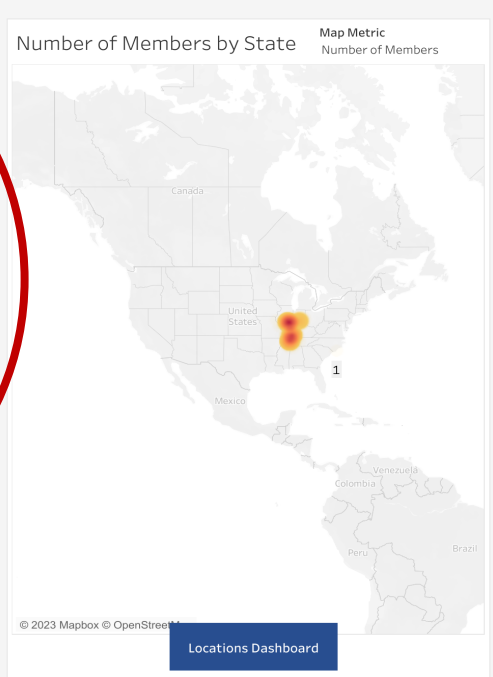 Number of Members by State
Map Metric
Number of Members
Canada
United
States
1
Mexico
Venezuela
Colombia
Peru
Brazil
© 2023 Mapbox © OpenStreet
Locations Dashboard